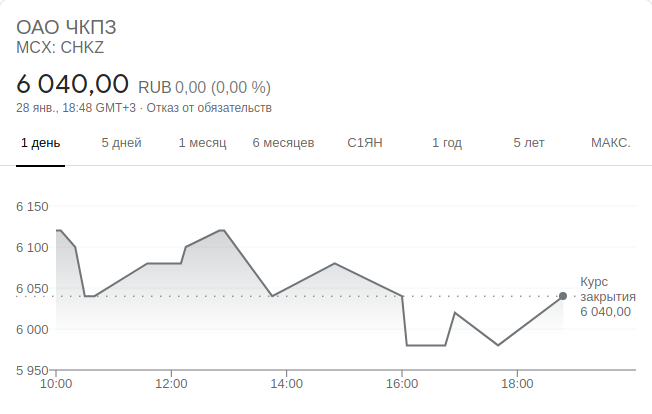 ОАО ЧКПЗ
MCX: CHKZ
6 040,00 RUB 0,00 (0,00 %)
28 янв., 18:48 GMT+3 · Отказ от обязательств
1 день 5 дней 1 месяц 6 месяцев С1ЯН 1 год 5 лет МАКС.
6 150
6 100
6 050
6 000
5 950
Курс
закрытия
6 040,00
10:00 12:00 14:00 16:00 18:00